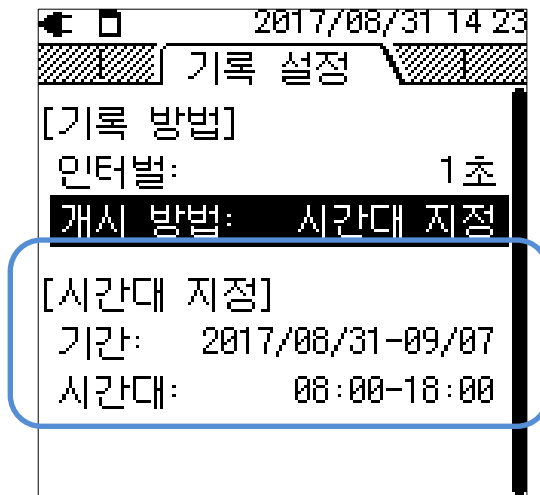 2017/08/31 14 23
기록 설정
[기록 방법]
인터벌: 1초
개시 방법: 시간대 지정
[시간대 지정]
기간: 2017/08/31-09/07
시간대: 08:00-18:00